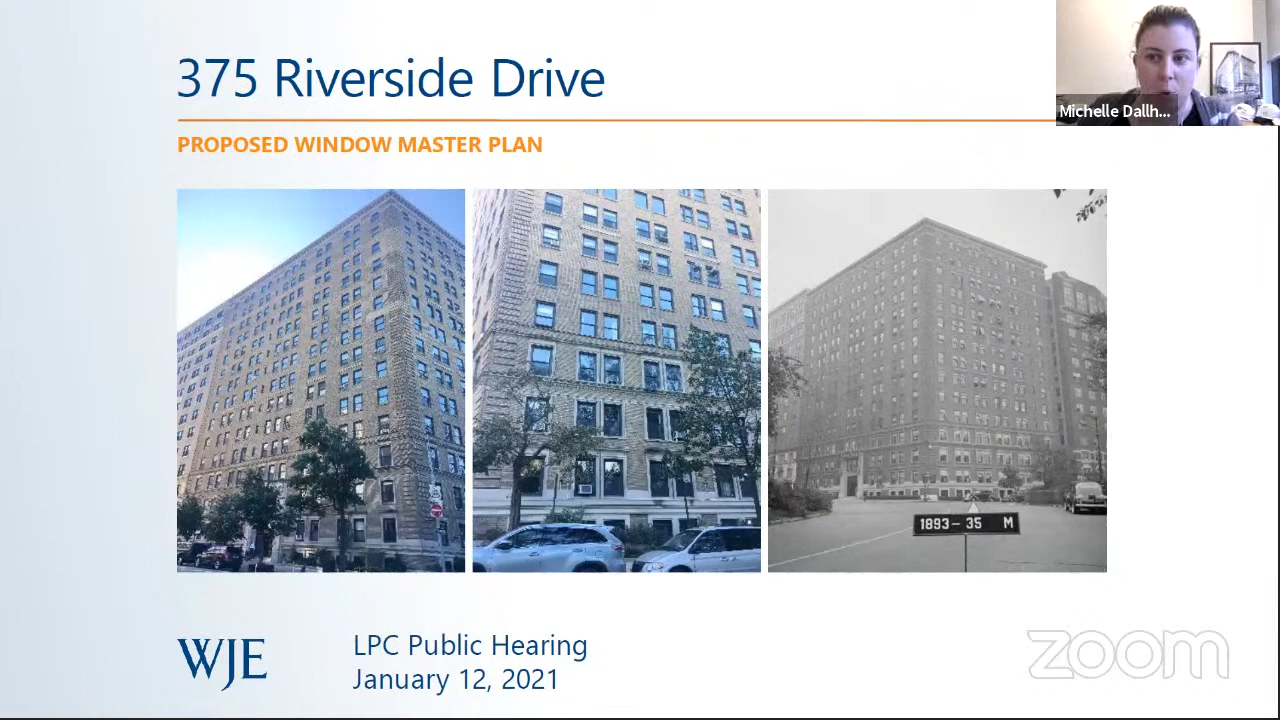 375 Riverside Drive
Michelle Dallh...
PROPOSED WINDOW MASTER PLAN
1893-35 M
WJE
LPC Public Hearing
January 12, 2021
zoom